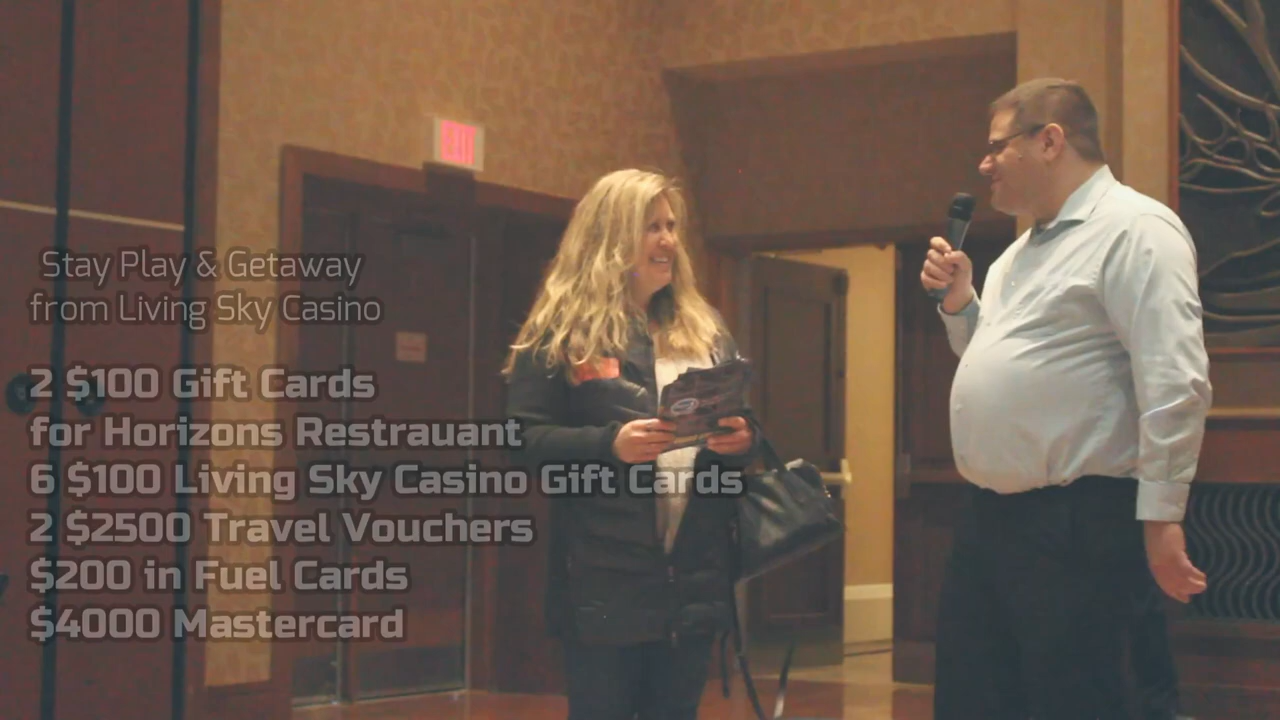 EXIT
Stay Play & Getaway
from Living Sky Casino
2 $100 Gift Cards
for Horizons Restrauant
6 $100 Living Sky Casino Gift Cards
2 $2500 Travel Vouchers
$200 in Fuel Cards
$4000 Mastercard